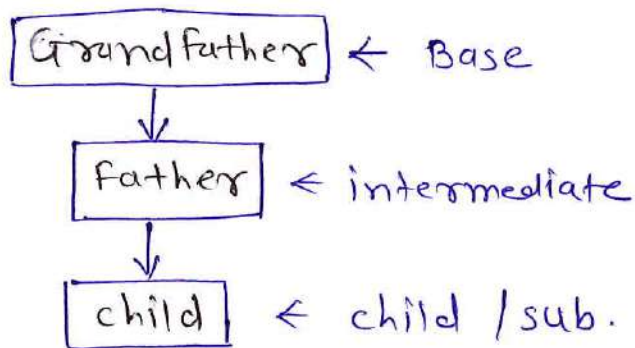 Grandfather ← Base
Father ← intermediate
child ← child / sub.